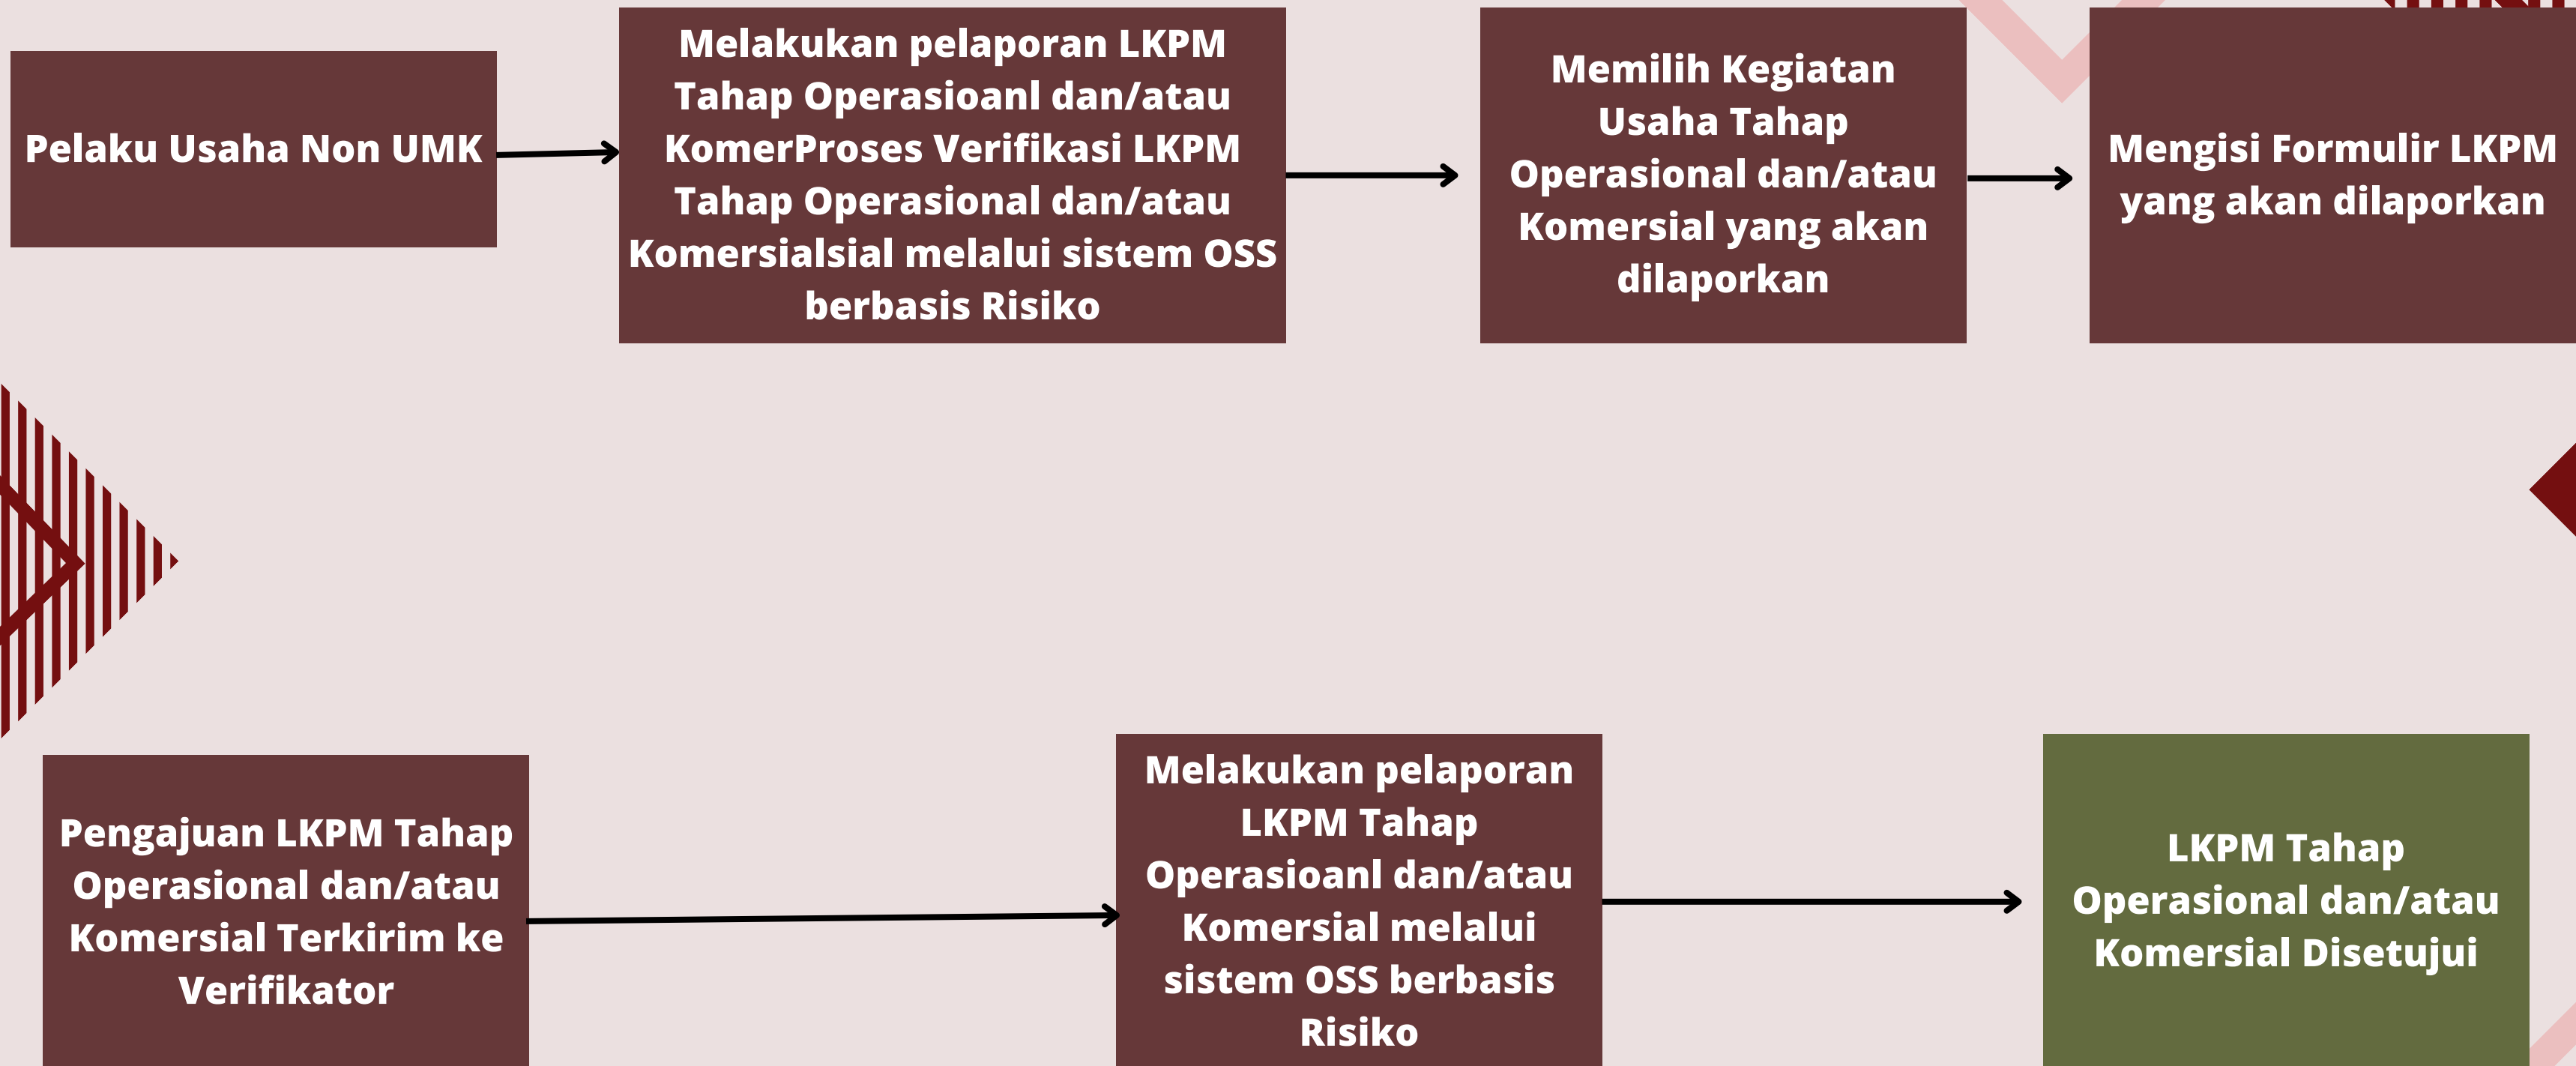 Pelaku Usaha Non UMK
Melakukan pelaporan LKPM
Tahap Operasioanl dan/atau
KomerProses Verifikasi LKPM
Tahap Operasional dan/atau
Komersialsial melalui sistem OSS
berbasis Risiko
Memilih Kegiatan
Usaha Tahap
Operasional dan/atau
Komersial yang akan
dilaporkan
Mengisi Formulir LKPM
yang akan dilaporkan
Pengajuan LKPM Tahap
Operasional dan/atau
Komersial Terkirim ke
Verifikator
Melakukan pelaporan
LKPM Tahap
Operasioanl dan/atau
Komersial melalui
sistem OSS berbasis
Risiko
LKPM Tahap
Operasional dan/atau
Komersial Disetujui